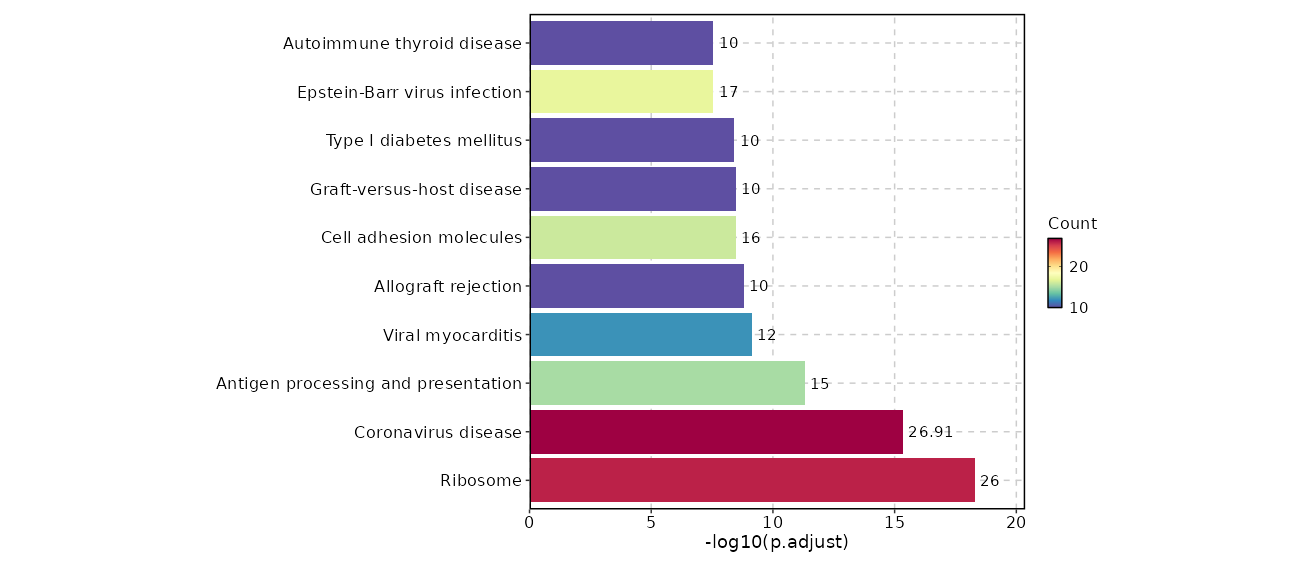 Autoimmune thyroid disease 10
Epstein-Barr virus infection 17
Type I diabetes mellitus 10
Graft-versus-host disease 10
Cell adhesion molecules 16
Allograft rejection 10
Viral myocarditis 12
Antigen processing and presentation 15
Coronavirus disease 26.91
Ribosome 26
0 5 10 15 20
-log10(p.adjust)
Count
20
10